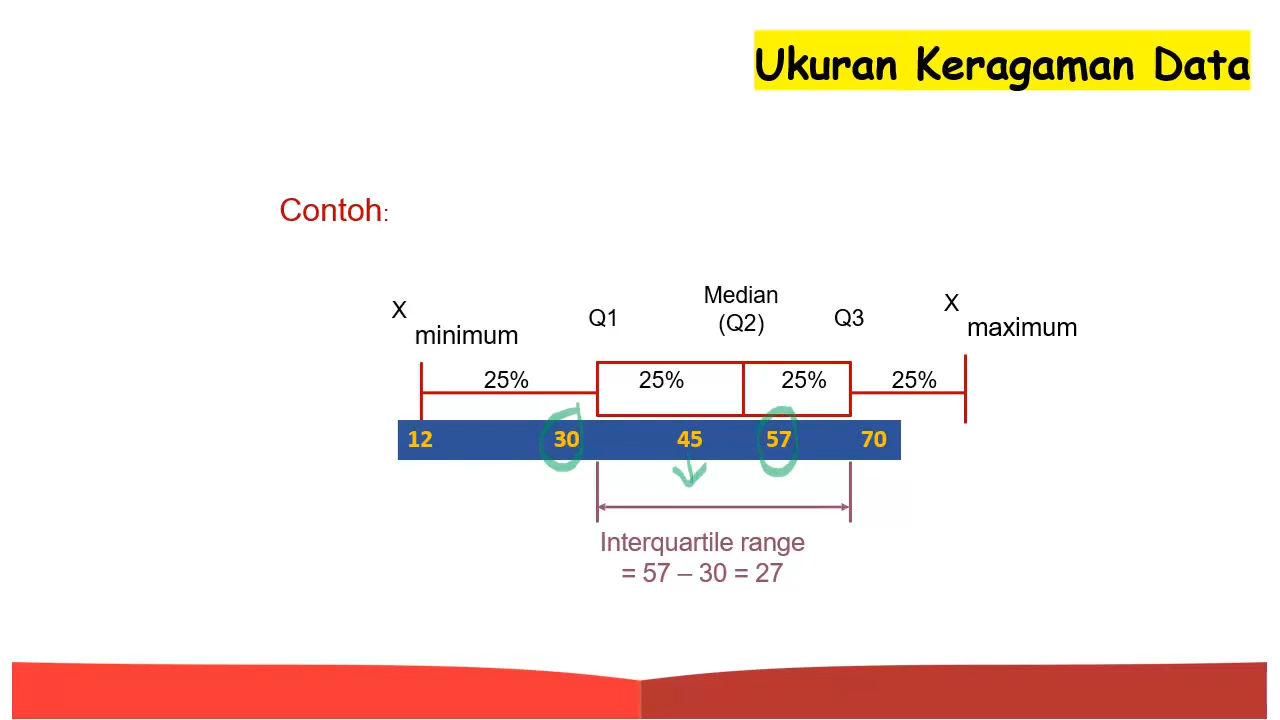 Ukuran Keragaman Data
Contoh:
X minimum
Q1
Median
(Q2)
Q3
X maximum
25% 25% 25% 25%
12 30 45 57 70
Interquartile range
= 57 – 30 = 27